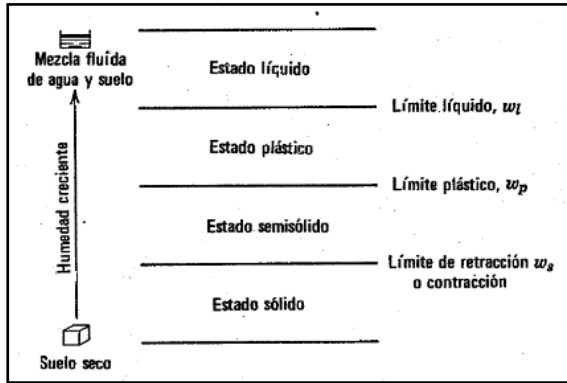 Mezcla fluída
de agua y suelo
Humedad creciente
Suelo seco
Estado líquido
Estado plástico
Estado semisólido
Estado sólido
Límite líquido, wl
Límite plástico, wp
Límite de retracción ws
o contracción